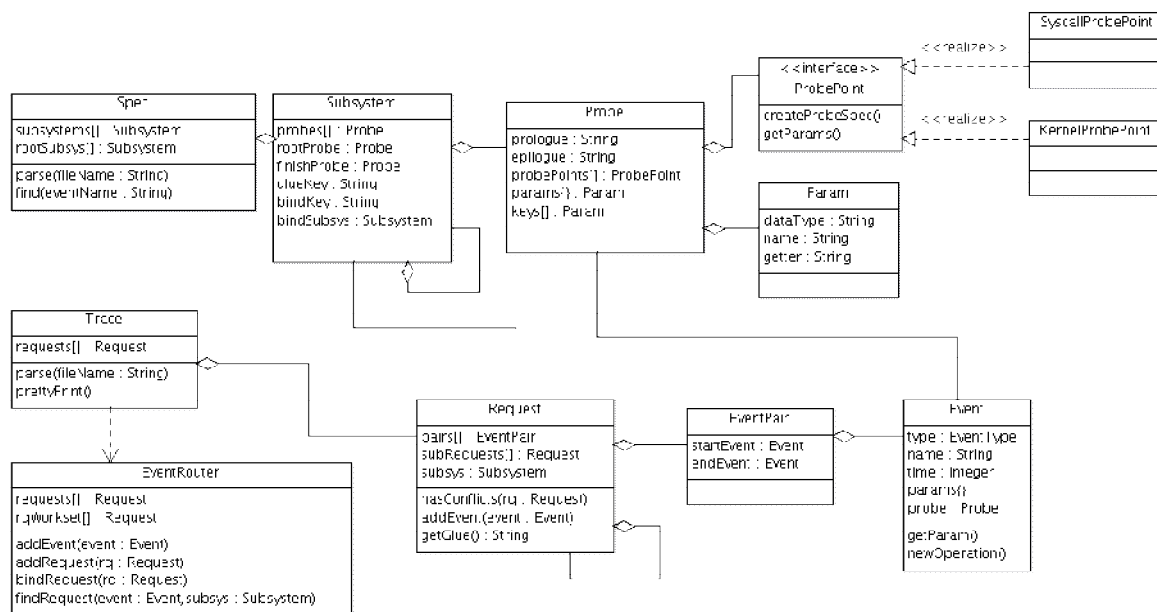 SyscallProbePoint
<<realize>>
<<interface>>
ProbePoint
createProbeSpec()
getParams()
<<realize>>
KernelProbePoint
Spec
subsystems[] : Subsystem
rootSubsys[] : Subsystem
parse(fileName : String)
find(eventName : String)
Subsystem
probes[] : Probe
rootProbe : Probe
finishProbe : Probe
glueKey : String
bindKey : String
bindSubsys : Subsystem
Probe
prologue : String
epilogue : String
probePoints[] : ProbePoint
params{} : Param
keys[] : Param
Param
dataType : String
name : String
getter : String
Trace
requests[] : Request
parse(fileName : String)
prettyPrint()
EventRouter
requests[] : Request
rqWorkset[] : Request
addEvent(event : Event)
addRequest(rq : Request)
bindRequest(rq : Request)
findRequest(event : Event, subsys : Subsystem)
Request
pairs[] : EventPair
subRequests[] : Request
subsys : Subsystem
hasConflicts(rq : Request)
addEvent(event : Event)
getGlue() : String
EventPair
startEvent : Event
endEvent : Event
Event
type : EventType
name : String
time : Integer
params{}
probe : Probe
getParam()
newOperation()